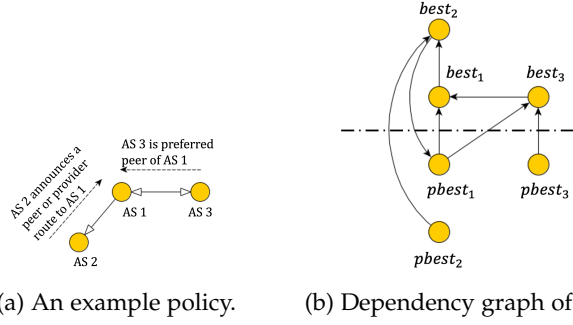 best₂
best₁
best₃
pbest₁
pbest₃
pbest₂
AS 2 announces a
peer or provider
route to AS 1
AS 3 is preferred
peer of AS 1
AS 1
AS 3
AS 2
a) An example policy.
(b) Dependency graph of